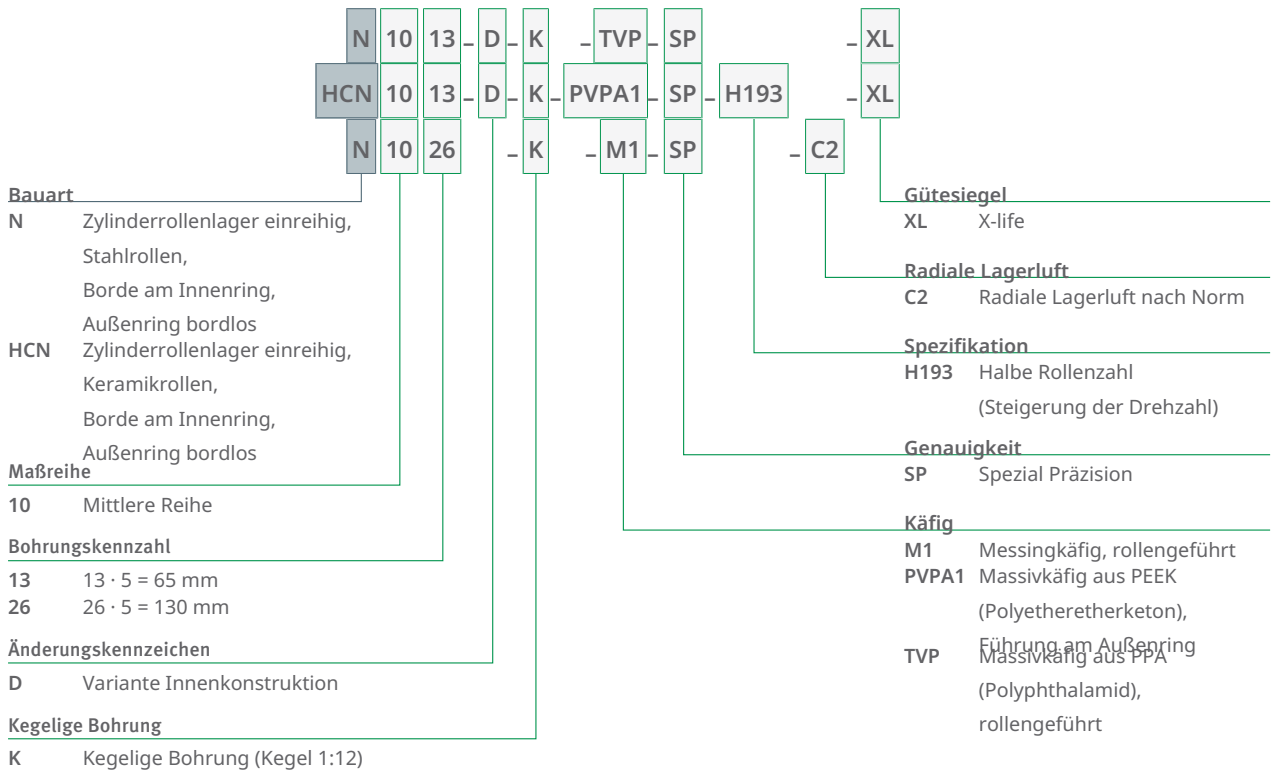 N 10 13 – D – K – TVP – SP – XL
HCN 10 13 – D – K – PVPA1 – SP – H193 – XL
N 10 26 – K – M1 – SP – C2
Bauart
N Zylinderrollenlager einreihig,
Stahlrollen,
Borde am Innenring,
Außenring bordlos
HCN Zylinderrollenlager einreihig,
Keramikrollen,
Borde am Innenring,
Außenring bordlos
Maßreihe
10 Mittlere Reihe
Bohrungskennzahl
13 13 · 5 = 65 mm
26 26 · 5 = 130 mm
Änderungskennzeichen
D Variante Innenkonstruktion
Kegelige Bohrung
K Kegelige Bohrung (Kegel 1:12)
Gütesiegel
XL X-life
Radiale Lagerluft
C2 Radiale Lagerluft nach Norm
Spezifikation
H193 Halbe Rollenzahl
(Steigerung der Drehzahl)
Genauigkeit
SP Spezial Präzision
Käfig
M1 Messingkäfig, rollengeführt
PVPA1 Massivkäfig aus PEEK
(Polyetheretherketon),
Führung am Außenring
TVP Massivkäfig aus PPA
(Polyphthalamid),
rollengeführt